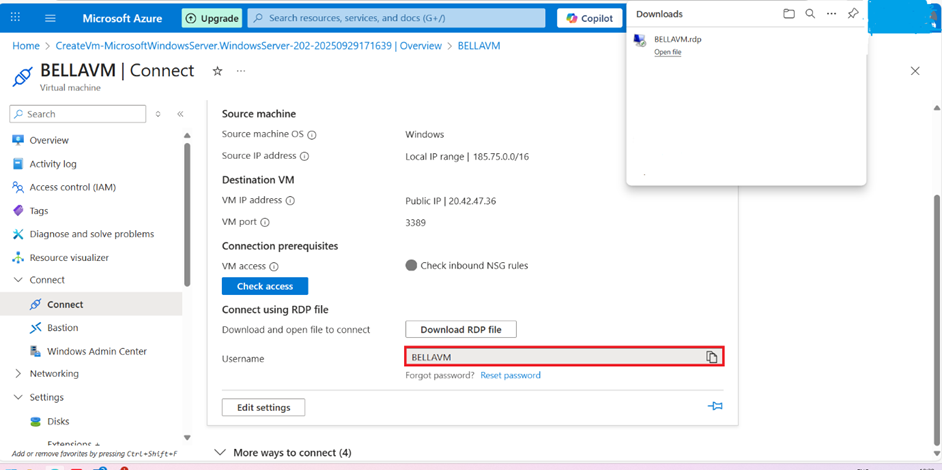 Microsoft Azure
Upgrade
Search resources, services, and docs (G+/)
Copilot
Downloads
BELLAVM.rdp
Open file
Home > CreateVm-MicrosoftWindowsServer.WindowsServer-202-20250929171639 | Overview > BELLAVM
BELLAVM | Connect
Virtual machine
Search
Overview
Activity log
Access control (IAM)
Tags
Diagnose and solve problems
Resource visualizer
Connect
Connect
Bastion
Windows Admin Center
Networking
Settings
Disks
Extensions +
Add or remove favorites by pressing Ctrl+Shift+F
Source machine
Source machine OS Windows
Source IP address Local IP range | 185.75.0.0/16
Destination VM
VM IP address Public IP | 20.42.47.36
VM port 3389
Connection prerequisites
VM access Check inbound NSG rules
Check access
Connect using RDP file
Download and open file to connect Download RDP file
Username BELLAVM
Forgot password? Reset password
Edit settings
More ways to connect (4)